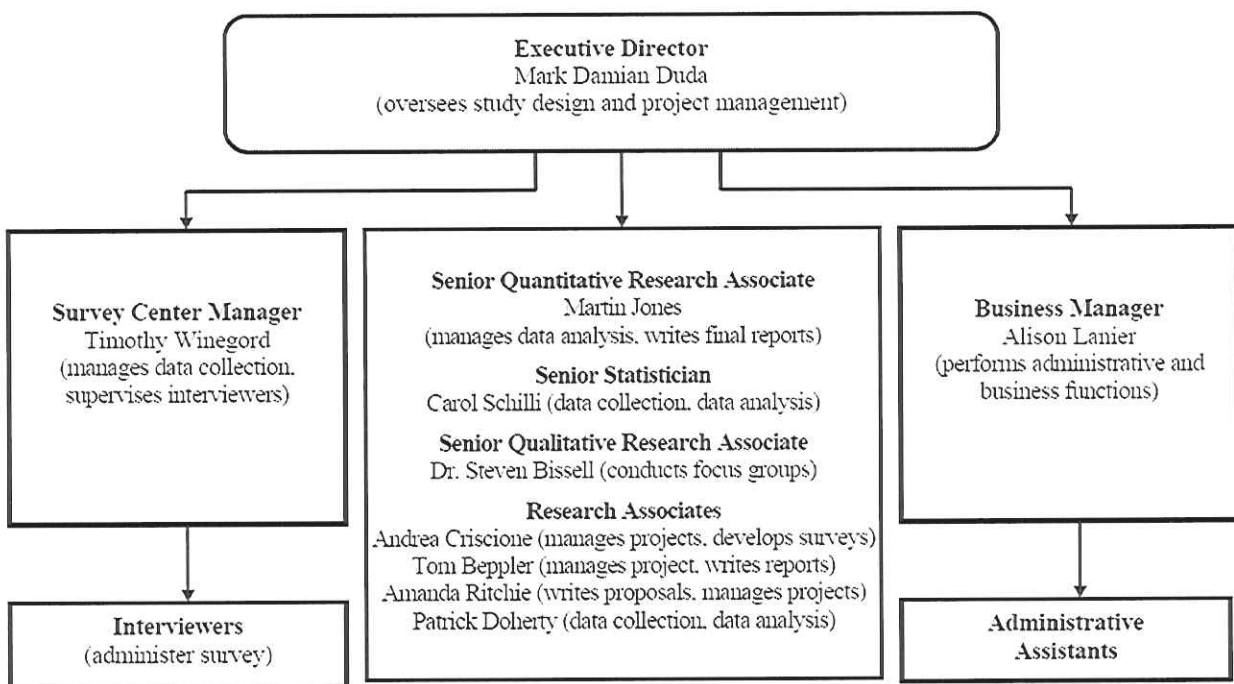 Executive Director
Mark Damian Duda
(oversees study design and project management)
Survey Center Manager
Timothy Winegord
(manages data collection,
supervises interviewers)
Senior Quantitative Research Associate
Martin Jones
(manages data analysis, writes final reports)
Senior Statistician
Carol Schilli (data collection, data analysis)
Senior Qualitative Research Associate
Dr. Steven Bissell (conducts focus groups)
Research Associates
Andrea Criscione (manages projects, develops surveys)
Tom Beppler (manages project, writes reports)
Amanda Ritchie (writes proposals, manages projects)
Patrick Doherty (data collection, data analysis)
Business Manager
Alison Lanier
(performs administrative and
business functions)
Interviewers
(administer survey)
Administrative
Assistants